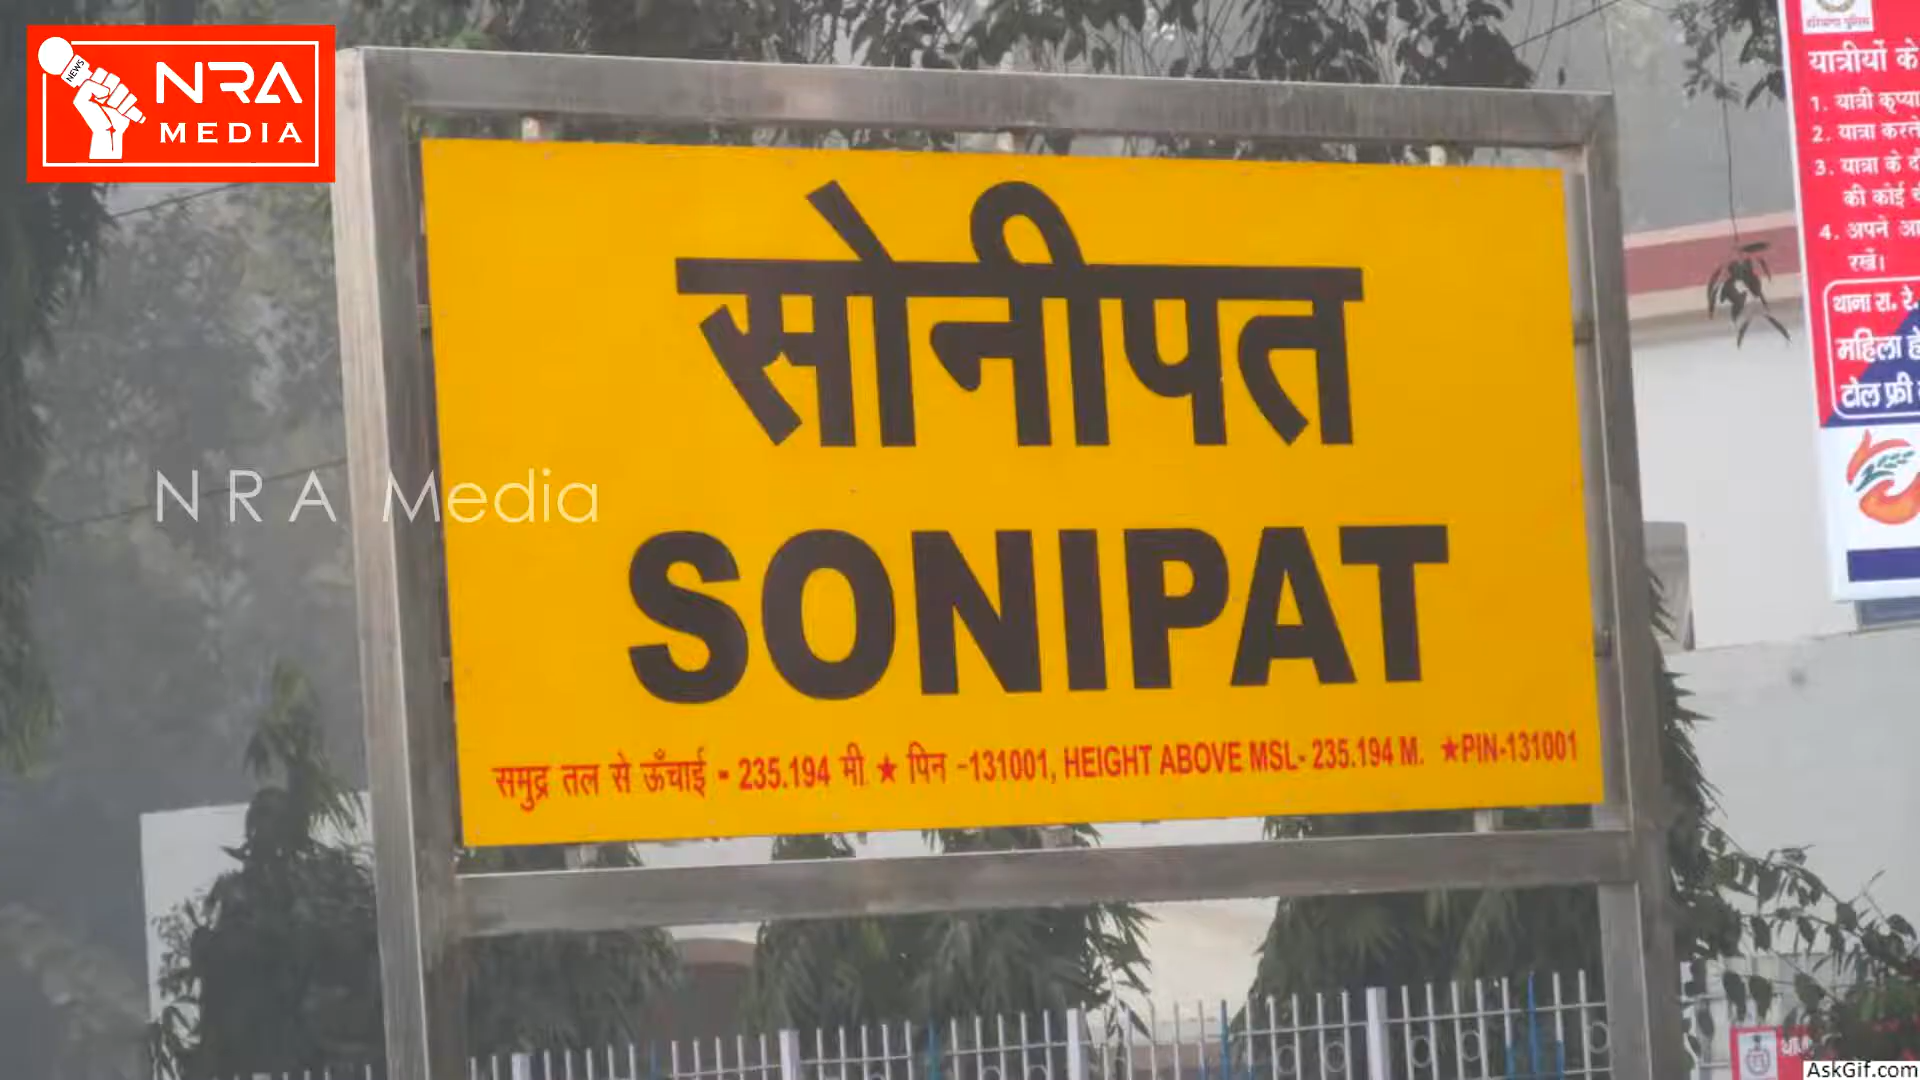 NEWS
NRA
MEDIA
सोनीपत
N R A Media
SONIPAT
समुद्र तल से ऊँचाई - 235.194 मी ★ पिन -131001, HEIGHT ABOVE MSL- 235.194 M. ★PIN-131001
हरियाणा पुलिस
यात्रीयों के
1. यात्री कृप्या
2. यात्रा करते
3. यात्रा के
की कोई
4. अपने
रखें।
थाना रा. रे.
महिला
टोल फ्री
AskGif.com